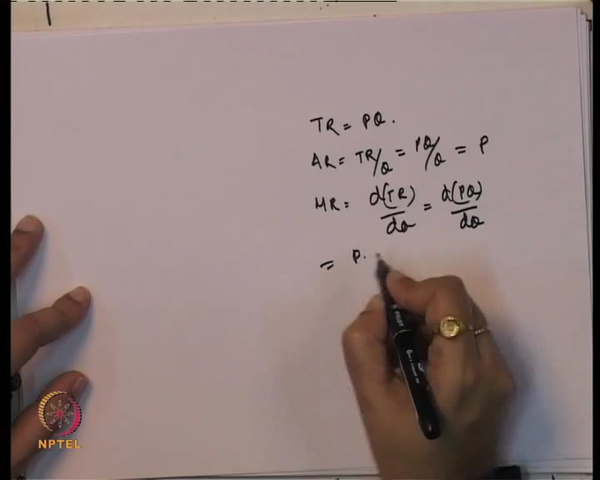 TR = PQ.
AR = TR/Q = PQ/Q = P
MR = d(TR)/dQ = d(PQ)/dQ
= P.
NPTEL